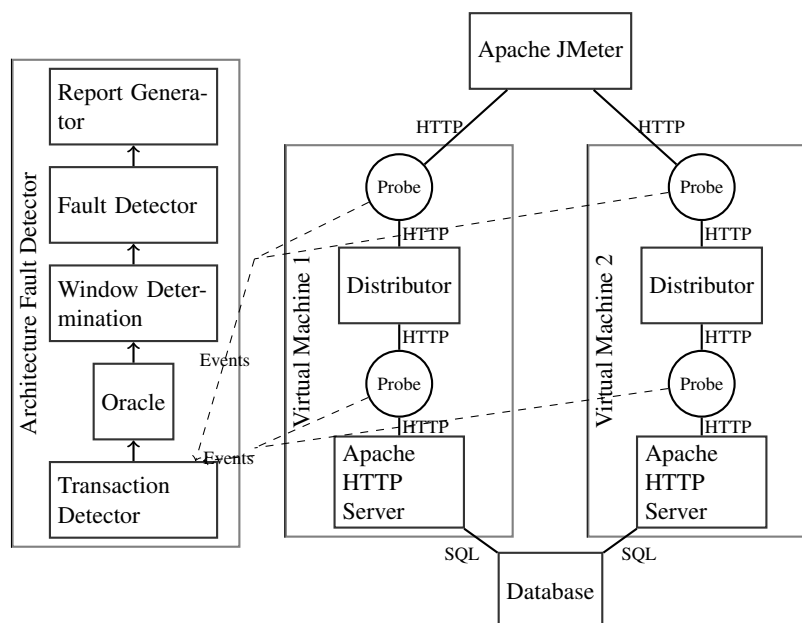 Apache JMeter
HTTP
HTTP
Architecture Fault Detector
Report Genera-
tor
Fault Detector
Window Deter-
mination
Oracle
Transaction
Detector
Events
Events
Virtual Machine 1
Probe
HTTP
Distributor
HTTP
Probe
HTTP
Apache
HTTP
Server
Virtual Machine 2
Probe
HTTP
Distributor
HTTP
Probe
HTTP
Apache
HTTP
Server
SQL
SQL
Database